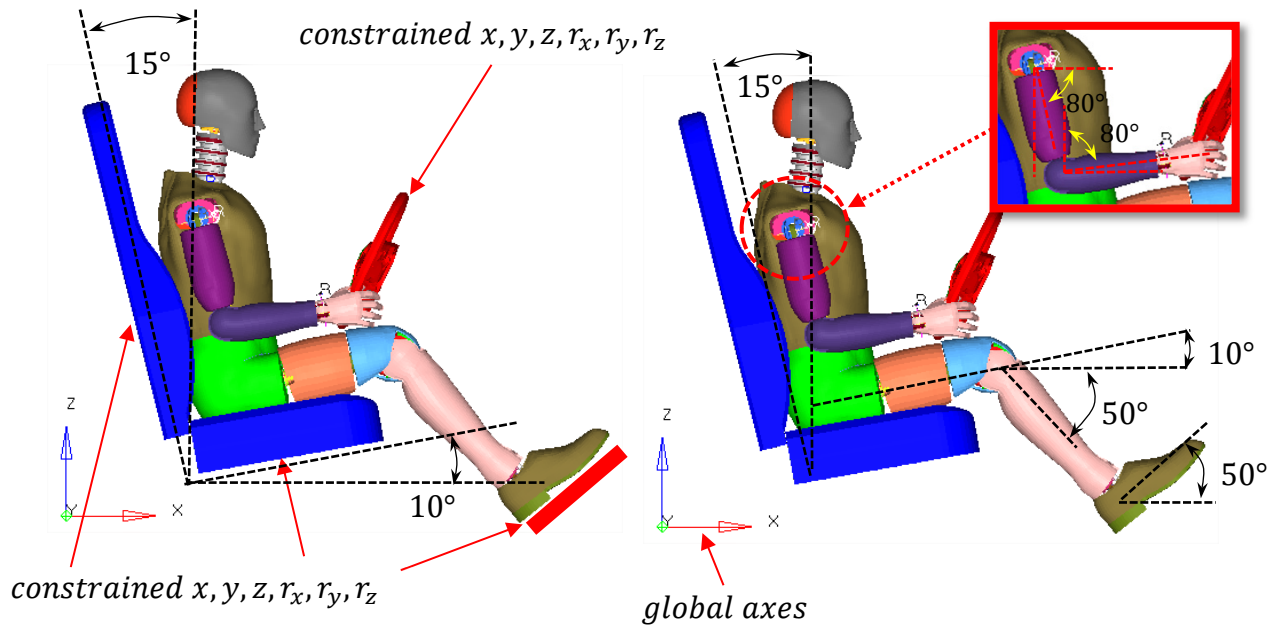 constrained x, y, z, r_x, r_y, r_z
15°
10°
Z
Y
X
R
constrained x, y, z, r_x, r_y, r_z
15°
80°
80°
R
R
10°
50°
50°
Z
Y
X
global axes